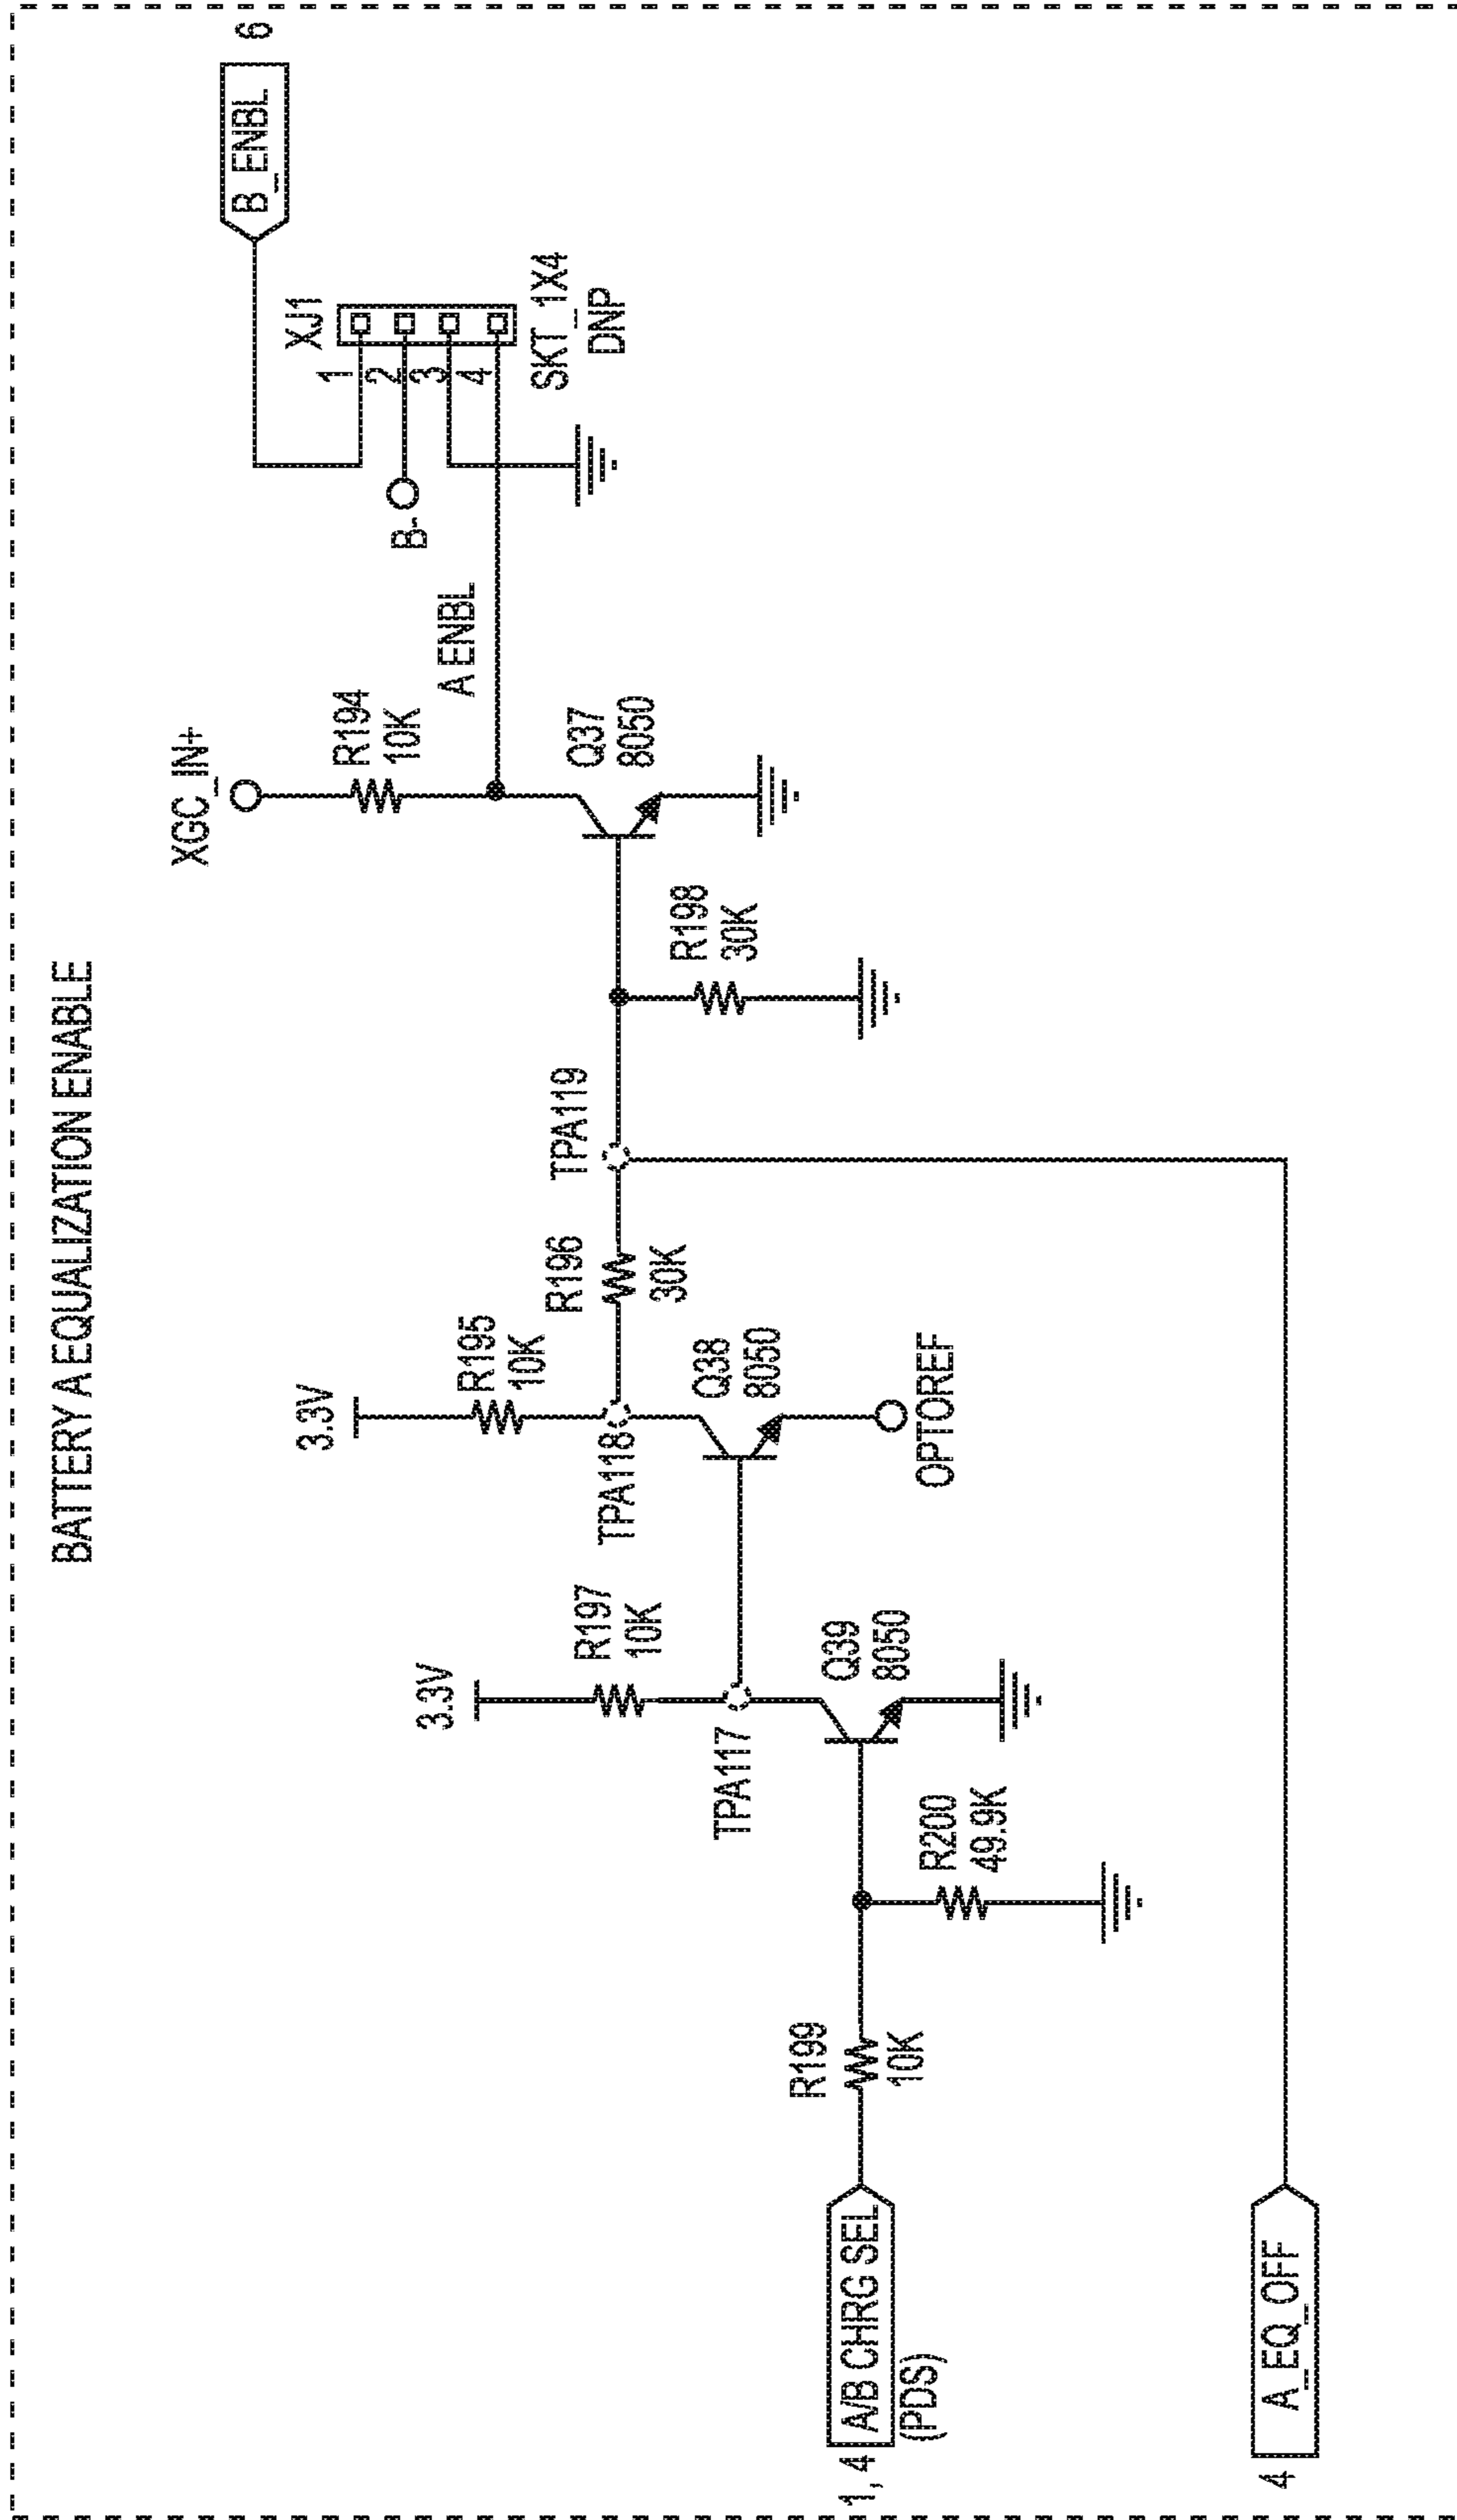 BATTERY A EQUALIZATION ENABLE
XGC_IN+
B_ENBL
6
R194
10K
XJ1
1
2
3
4
B-
A ENBL
SKT_1X4
DNP
3.3V
R195
10K
R196
30K
TPA119
Q37
8050
R198
30K
3.3V
R197
10K
TPA118
Q38
8050
OPTOREF
TPA117
Q39
8050
R199
10K
R200
49.9K
1, 4
A/B CHRG SEL
(PDS)
4
A_EQ_OFF